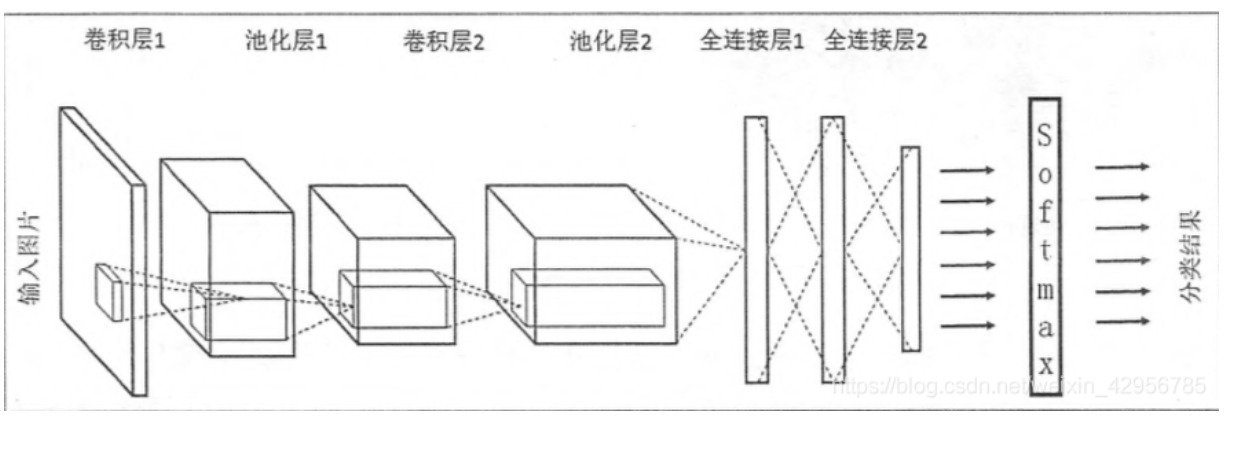 卷积层1 池化层1 卷积层2 池化层2 全连接层1 全连接层2
输入图片
Softmax
分类结果
https://blog.csdn.net/weixin_42956785